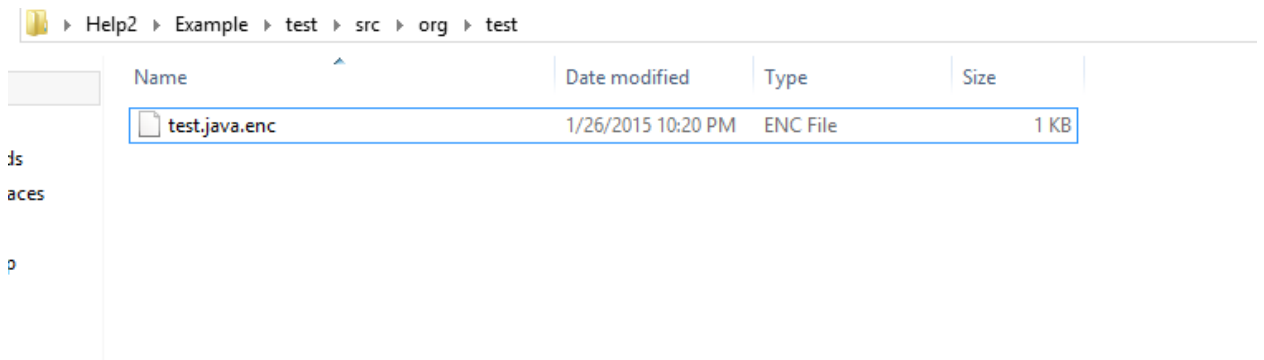 Help2 Example test src org test
Name Date modified Type Size
test.java.enc 1/26/2015 10:20 PM ENC File 1 KB
ds
aces
p